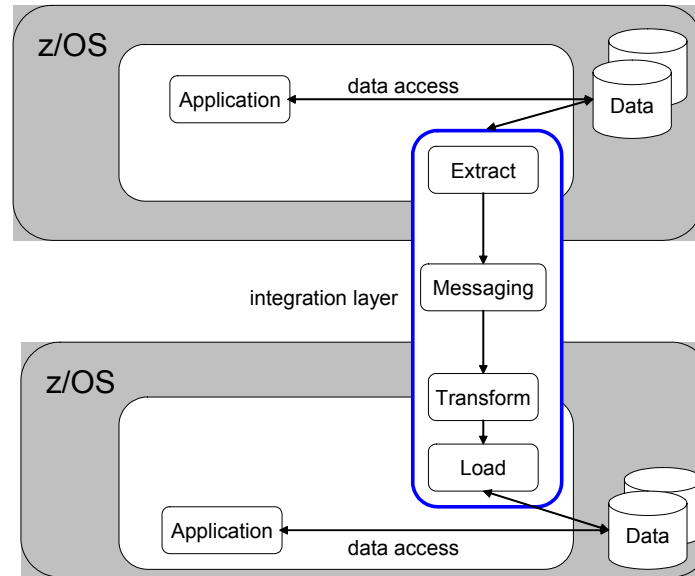 z/OS
data access
Application
Data
Extract
Messaging
integration layer
z/OS
Transform
Load
Application
Data
data access